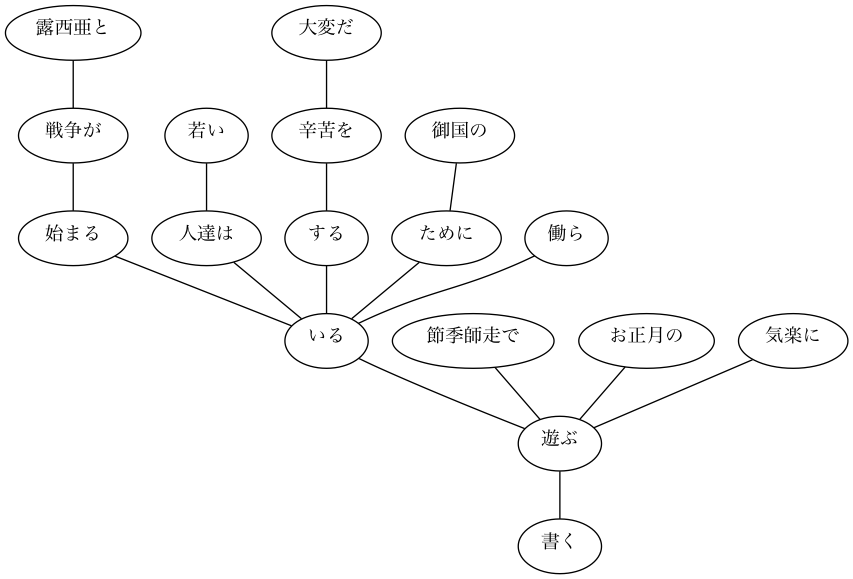 露西亜と
大変だ
戦争が
若い
辛苦を
御国の
始まる
人達は
する
ために
働ら
いる
節季師走で
お正月の
気楽に
遊ぶ
書く